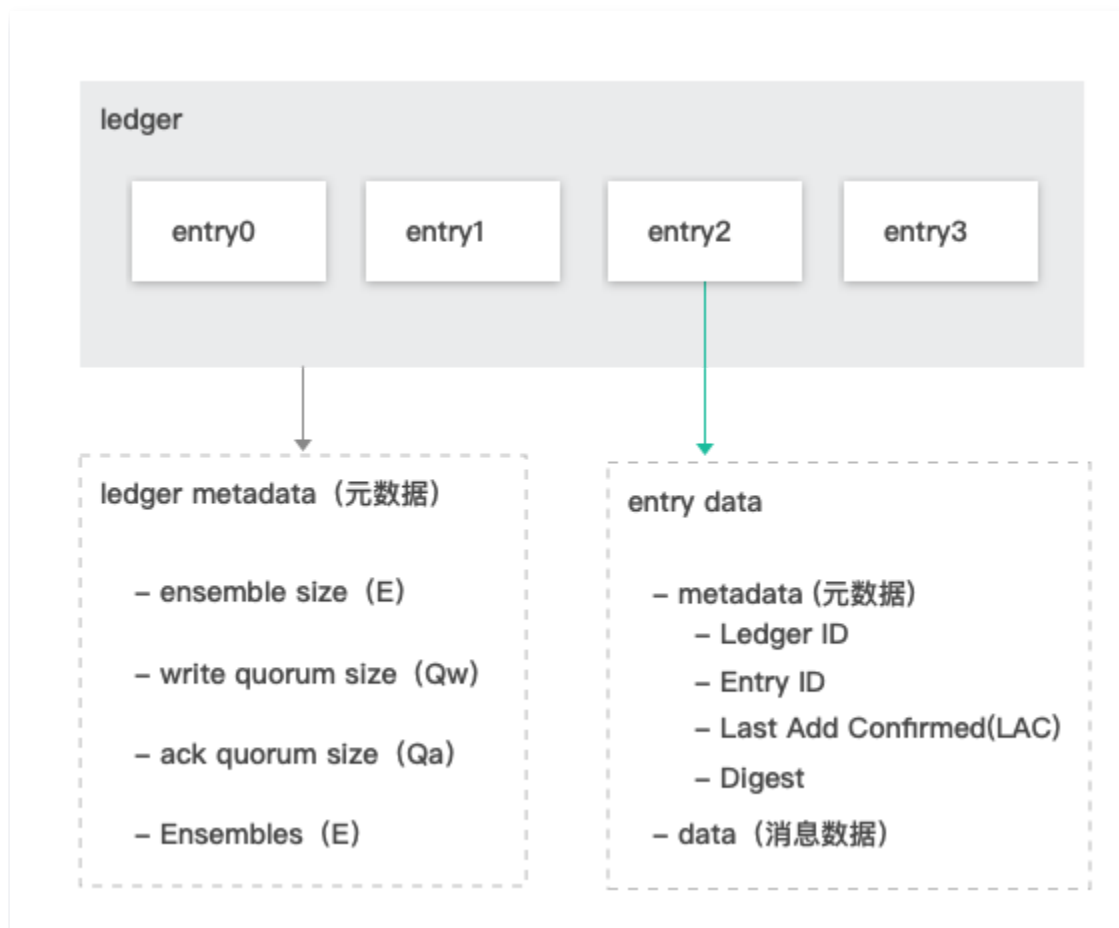 ledger
entry0
entry1
entry2
entry3
ledger metadata（元数据）
– ensemble size（E）
– write quorum size（Qw）
– ack quorum size（Qa）
– Ensembles（E）
entry data
– metadata (元数据)
– Ledger ID
– Entry ID
– Last Add Confirmed(LAC)
– Digest
– data（消息数据）